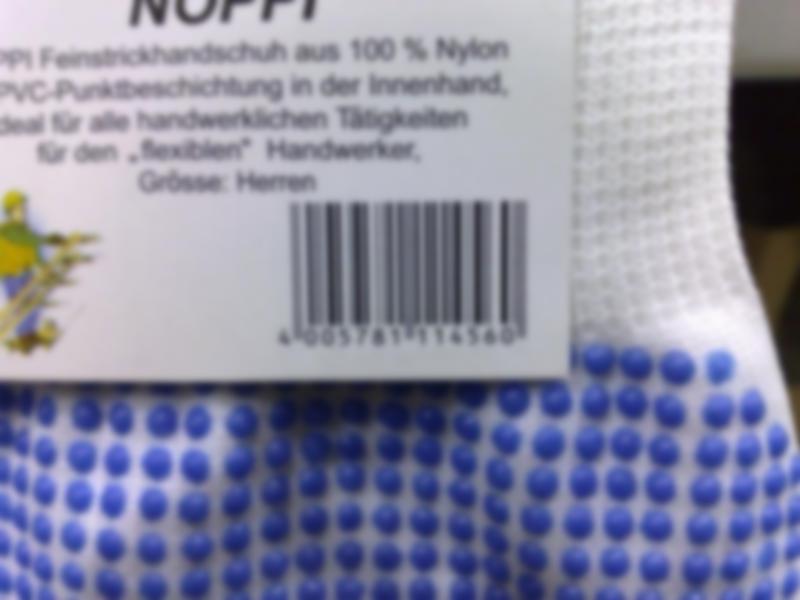 NOPPI
PPI Feinstrickhandschuh aus 100 % Nylon
PVC-Punktbeschichtung in der Innenhand,
deal für alle handwerklichen Tätigkeiten
für den „flexiblen" Handwerker,
Grösse: Herren
4 005781 114560